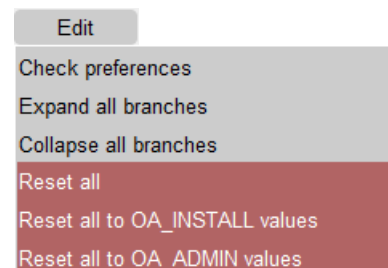 Edit
Check preferences
Expand all branches
Collapse all branches
Reset all
Reset all to OA_INSTALL values
Reset all to OA_ADMIN values